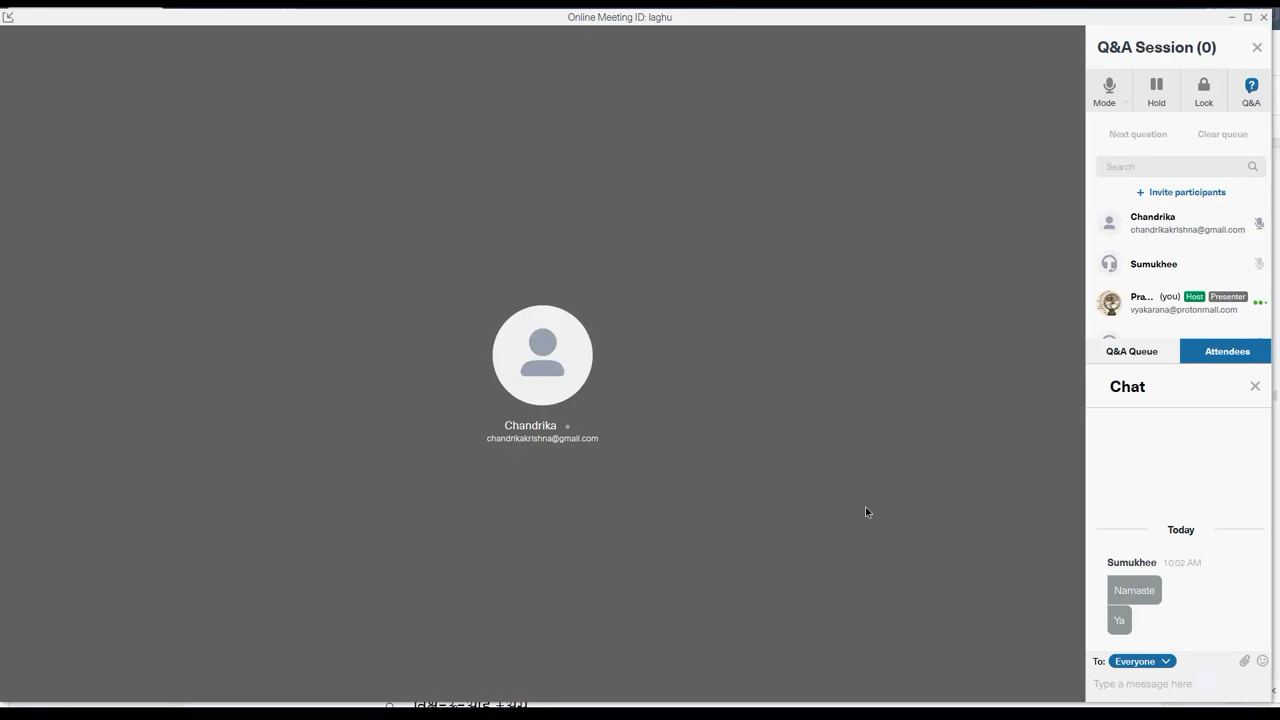 Online Meeting ID: laghu
Q&A Session (0)
Mode
Hold
Lock
Q&A
Next question
Clear queue
Search
+ Invite participants
Chandrika
chandrikakrishna@gmail.com
Sumukhee
Pra... (you) Host Presenter
vyakarana@protonmail.com
Q&A Queue
Attendees
Chandrika
chandrikakrishna@gmail.com
Chat
Today
Sumukhee 10:02 AM
Namaste
Ya
To: Everyone
Type a message here